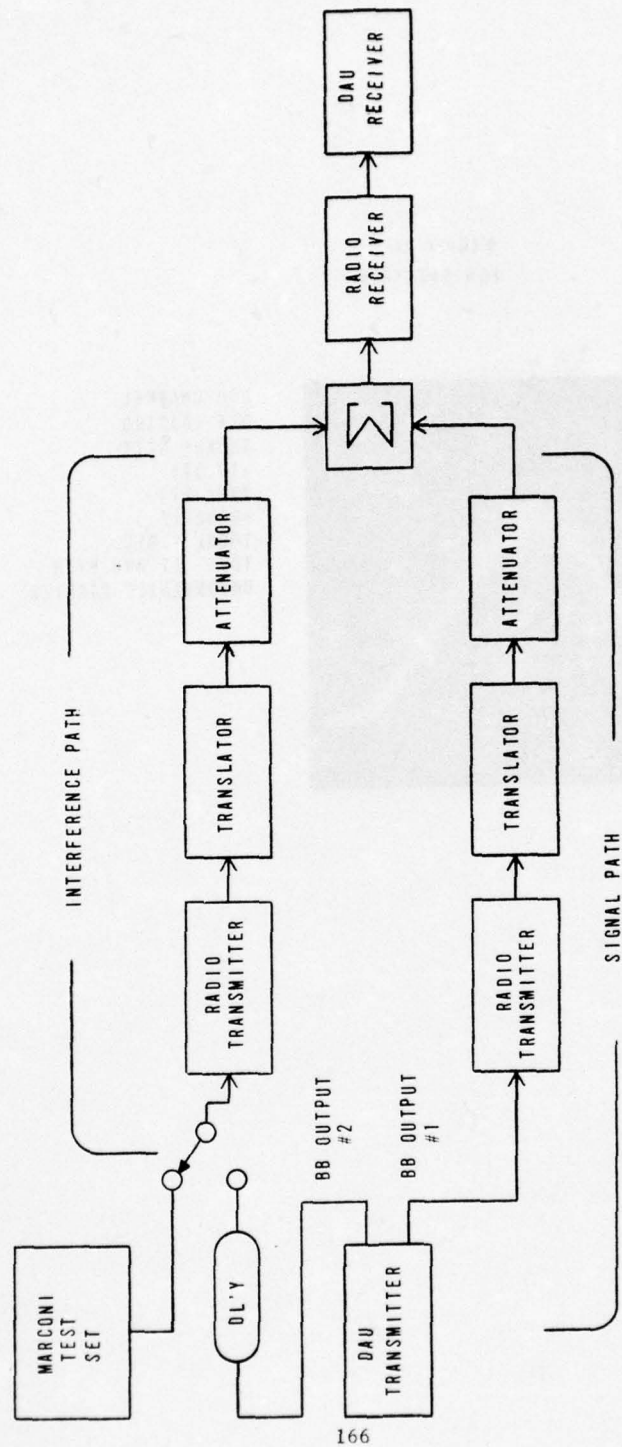 MARCONI
TEST
SET
DL'Y
DAU
TRANSMITTER
BB OUTPUT
#2
BB OUTPUT
#1
INTERFERENCE PATH
RADIO
TRANSMITTER
TRANSLATOR
ATTENUATOR
SIGNAL PATH
RADIO
TRANSMITTER
TRANSLATOR
ATTENUATOR
Σ
RADIO
RECEIVER
DAU
RECEIVER
166